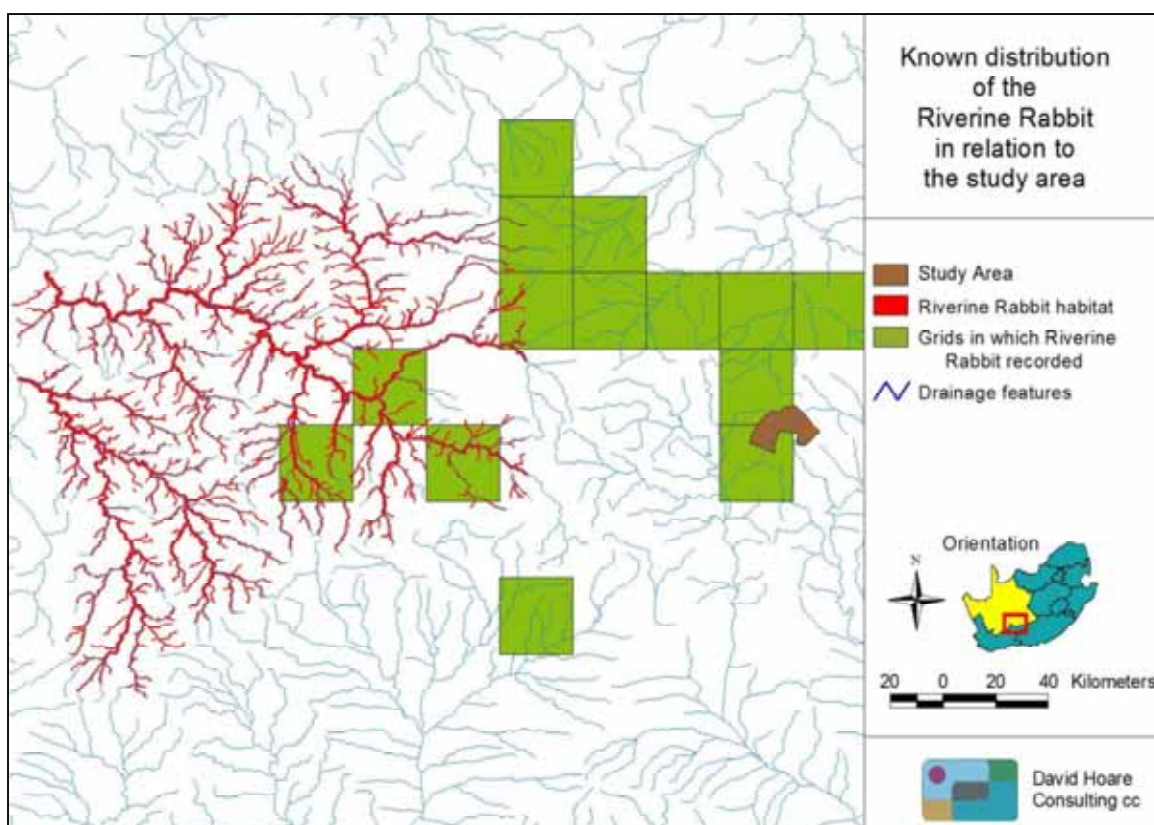 Known distribution
of the
Riverine Rabbit
in relation to
the study area
Study Area
Riverine Rabbit habitat
Grids in which Riverine
Rabbit recorded
Drainage features
Orientation
N
20 0 20 40 Kilometers
David Hoare
Consulting cc